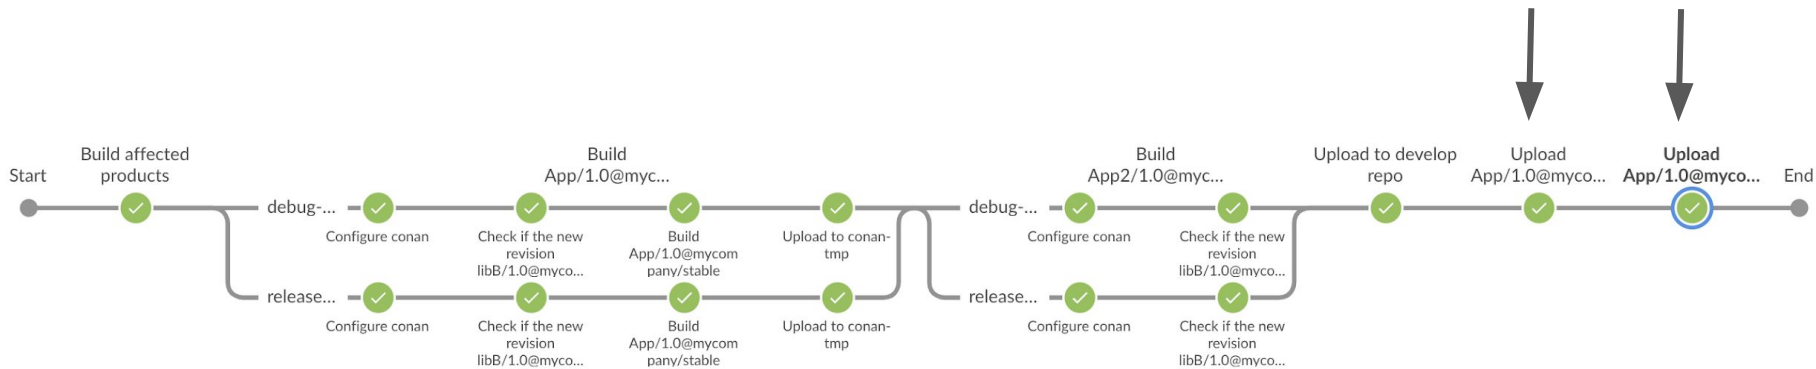 Start
Build affected
products
Build
App/1.0@myc...
Build
App2/1.0@myc...
Upload to develop
repo
Upload
App/1.0@myco...
Upload
App/1.0@myco...
End
debug-...
Configure conan
Check if the new
revision
libB/1.0@myco...
Build
App/1.0@mycom
pany/stable
Upload to conan-
tmp
debug-...
Configure conan
Check if the new
revision
libB/1.0@myco...
release...
Configure conan
Check if the new
revision
libB/1.0@myco...
Build
App/1.0@mycom
pany/stable
Upload to conan-
tmp
release...
Configure conan
Check if the new
revision
libB/1.0@myco...